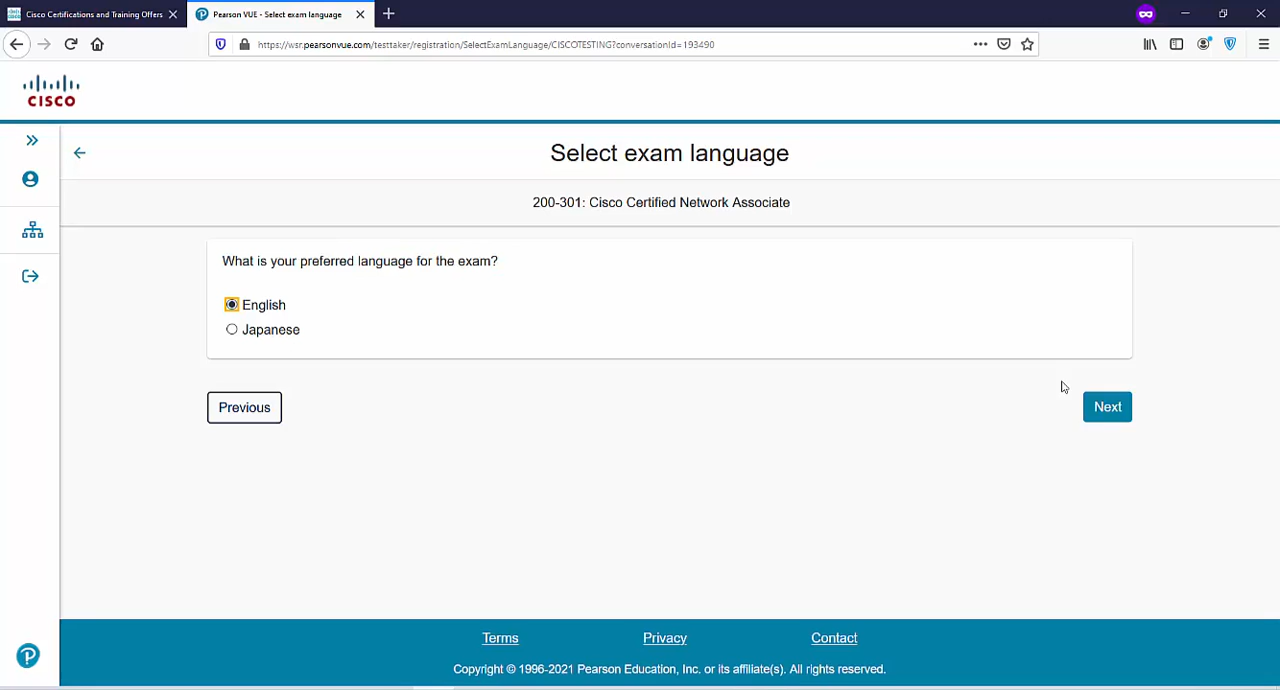 Cisco Certifications and Training Offers
Pearson VUE - Select exam language
https://wsr.pearsonvue.com/testtaker/registration/SelectExamLanguage/CISCOTESTING?conversationId=193490
CISCO
Select exam language
200-301: Cisco Certified Network Associate
What is your preferred language for the exam?
English
Japanese
Previous
Next
Terms
Privacy
Contact
Copyright © 1996-2021 Pearson Education, Inc. or its affiliate(s). All rights reserved.